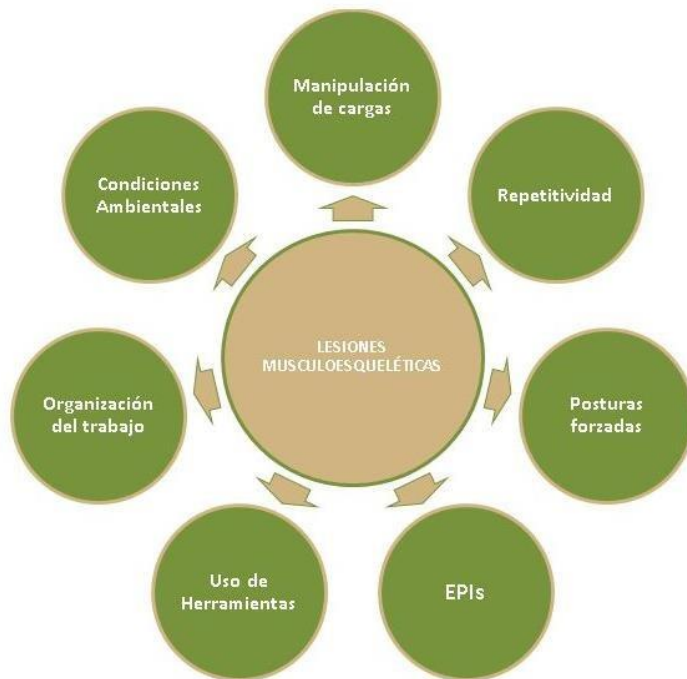 Manipulación
de cargas
Repetitividad
Posturas
forzadas
EPIs
Uso de
Herramientas
Organización
del trabajo
Condiciones
Ambientales
LESIONES
MUSCULOESQUELÉTICAS